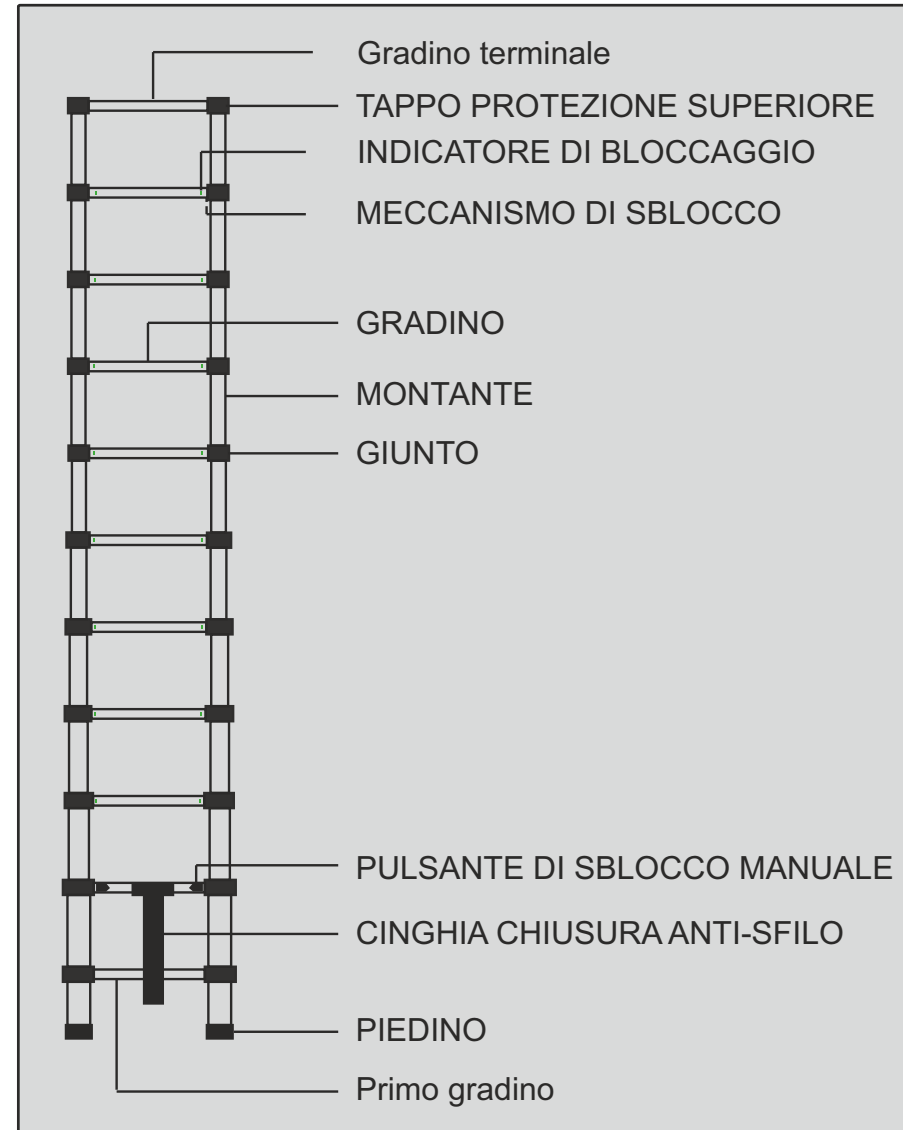 Gradino terminale
TAPPO PROTEZIONE SUPERIORE
INDICATORE DI BLOCCAGGIO
MECCANISMO DI SBLOCCO
GRADINO
MONTANTE
GIUNTO
PULSANTE DI SBLOCCO MANUALE
CINGHIA CHIUSURA ANTI-SFILO
PIEDINO
Primo gradino